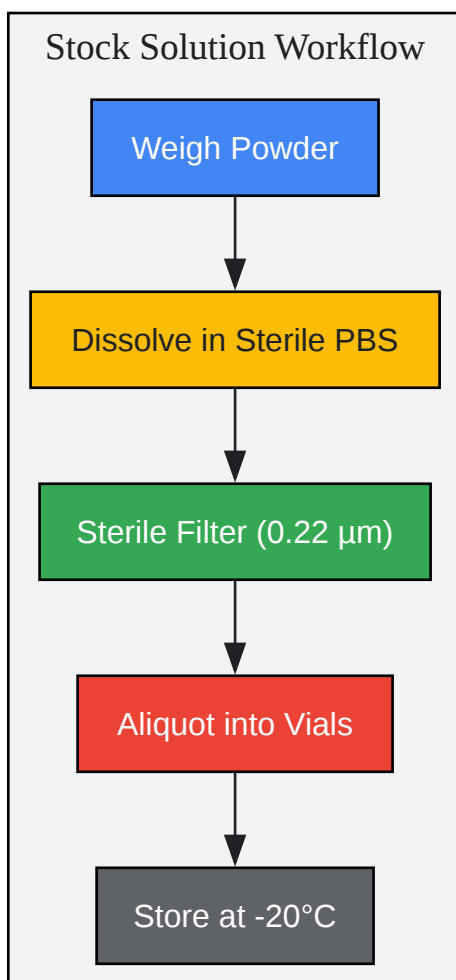 Stock Solution Workflow
Weigh Powder
Dissolve in Sterile PBS
Sterile Filter (0.22 µm)
Aliquot into Vials
Store at -20°C